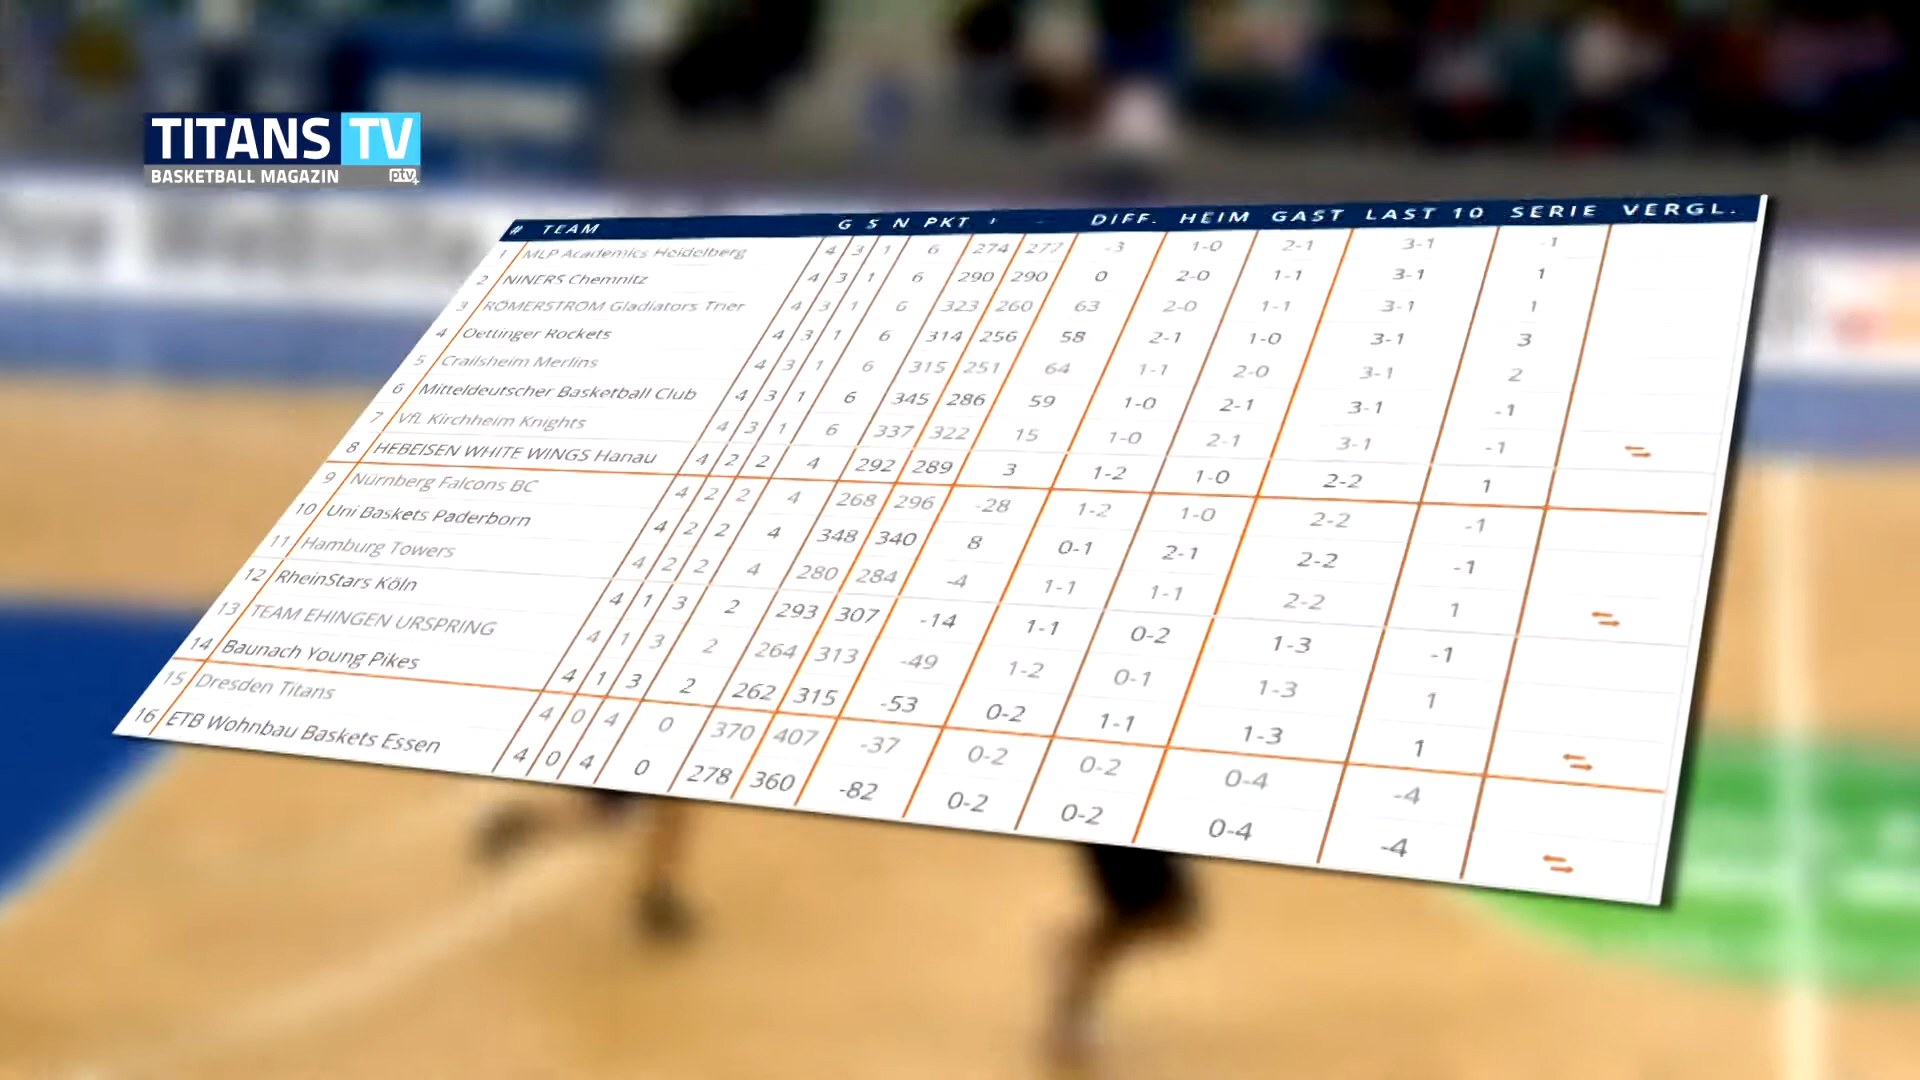 TITANS TV
BASKETBALL MAGAZIN ptv
# TEAM G S N PKT + - DIFF. HEIM GAST LAST 10 SERIE VERGL.
1 MLP Academics Heidelberg 4 3 1 6 274 277 -3 1-0 2-1 3-1 -1
2 NINERS Chemnitz 4 3 1 6 290 290 0 2-0 1-1 3-1 1
3 RÖMERSTROM Gladiators Trier 4 3 1 6 323 260 63 2-0 1-1 3-1 1
4 Oettinger Rockets 4 3 1 6 314 256 58 2-1 1-0 3-1 3
5 Crailsheim Merlins 4 3 1 6 315 251 64 1-1 2-0 3-1 2
6 Mitteldeutscher Basketball Club 4 3 1 6 345 286 59 1-0 2-1 3-1 -1
7 VfL Kirchheim Knights 4 3 1 6 337 322 15 1-0 2-1 3-1 -1
8 HEBEISEN WHITE WINGS Hanau 4 2 2 4 292 289 3 1-2 1-0 2-2 1
9 Nürnberg Falcons BC 4 2 2 4 268 296 -28 1-2 1-0 2-2 -1
10 Uni Baskets Paderborn 4 2 2 4 348 340 8 0-1 2-1 2-2 -1
11 Hamburg Towers 4 2 2 4 280 284 -4 1-1 1-1 2-2 1
12 RheinStars Köln 4 1 3 2 293 307 -14 1-1 0-2 1-3 -1
13 TEAM EHINGEN URSPRING 4 1 3 2 264 313 -49 1-2 0-1 1-3 1
14 Baunach Young Pikes 4 1 3 2 262 315 -53 0-2 1-1 1-3 1
15 Dresden Titans 4 0 4 0 370 407 -37 0-2 0-2 0-4 -4
16 ETB Wohnbau Baskets Essen 4 0 4 0 278 360 -82 0-2 0-2 0-4 -4